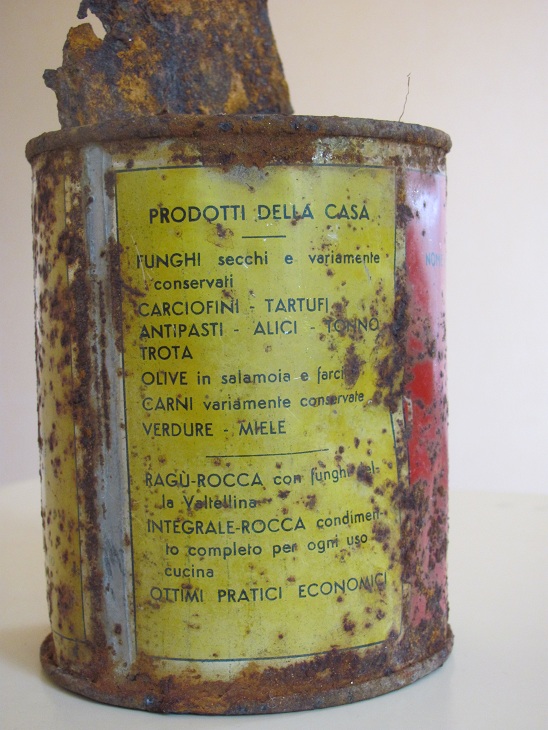 PRODOTTI DELLA CASA
FUNGHI secchi e variamente
conservati
CARCIOFINI - TARTUFI
ANTIPASTI - ALICI - TONNO
TROTA
OLIVE in salamoia e farci
CARNI variamente conservate
VERDURE - MIELE
RAGÙ-ROCCA con funghi del-
la Valtellina
INTEGRALE-ROCCA condimen-
to completo per ogni uso
cucina
OTTIMI PRATICI ECONOMICI